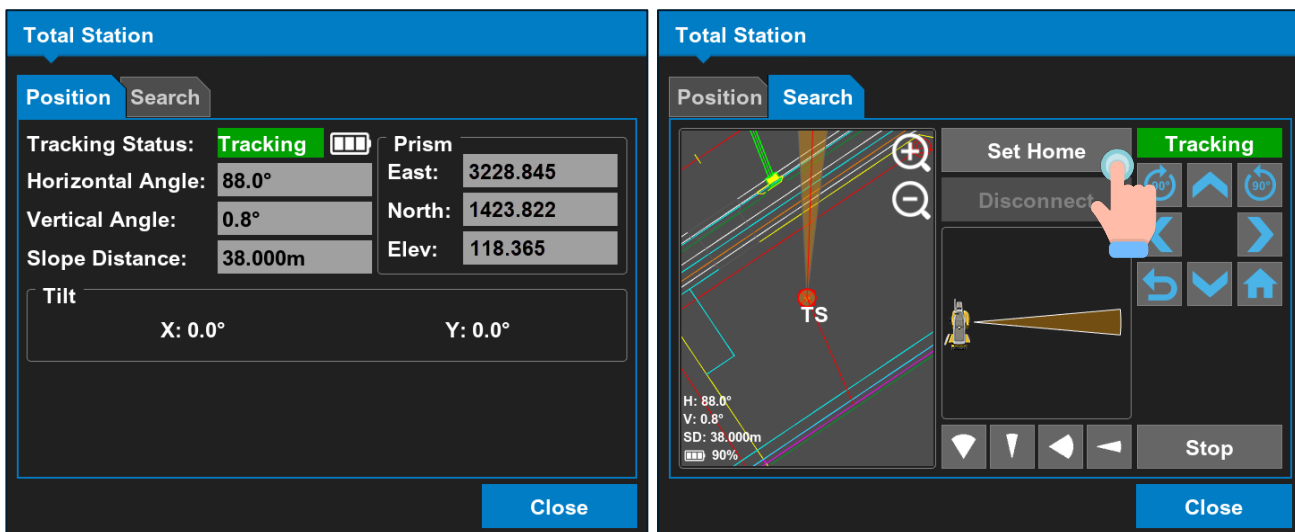 Total Station
Position Search
Tracking Status: Tracking
Horizontal Angle: 88.0°
Vertical Angle: 0.8°
Slope Distance: 38.000m
Prism
East: 3228.845
North: 1423.822
Elev: 118.365
Tilt
X: 0.0° Y: 0.0°
Close
Total Station
Position Search
TS
H: 88.0°
V: 0.8°
SD: 38.000m
90%
Set Home
Disconnect
Tracking
90° 90°
Stop
Close